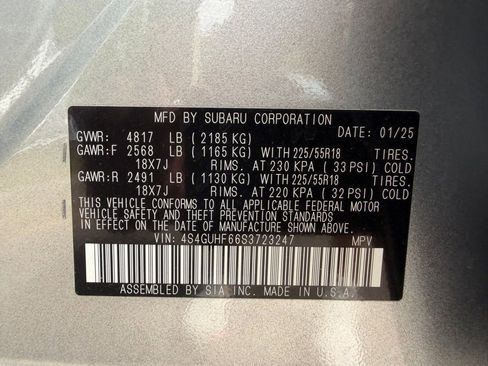 MFD BY SUBARU CORPORATION
GVWR: 4817 LB (2185 KG) DATE: 01/25
GAWR:F 2568 LB (1165 KG) WITH 225/55R18 TIRES.
18X7J RIMS. AT 230 KPA (33 PSI) COLD
GAWR:R 2491 LB (1130 KG) WITH 225/55R18 TIRES.
18X7J RIMS. AT 220 KPA (32 PSI) COLD
THIS VEHICLE CONFORMS TO ALL APPLICABLE FEDERAL MOTOR
VEHICLE SAFETY AND THEFT PREVENTION STANDARDS IN EFFECT
ON THE DATE OF MANUFACTURE SHOWN ABOVE.
VIN: 4S4GUHF66S3723247 MPV
ASSEMBLED BY SIA INC. MADE IN U.S.A.